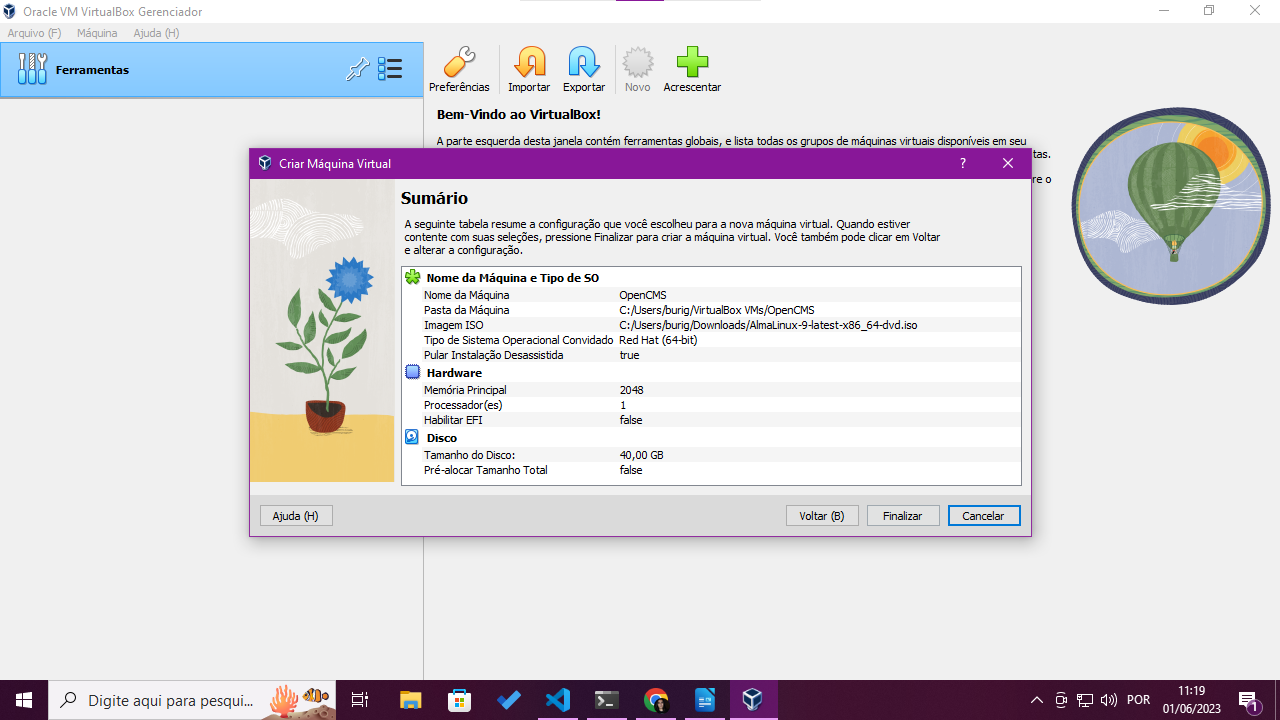 Oracle VM VirtualBox Gerenciador
Arquivo (F) Máquina Ajuda (H)
Ferramentas
Preferências Importar Exportar Novo Acrescentar
Bem-Vindo ao VirtualBox!
A parte esquerda desta janela contém ferramentas globais, e lista todas os grupos de máquinas virtuais disponíveis em seu
tas.
re o
Criar Máquina Virtual
?
Sumário
A seguinte tabela resume a configuração que você escolheu para a nova máquina virtual. Quando estiver
contente com suas seleções, pressione Finalizar para criar a máquina virtual. Você também pode clicar em Voltar
e alterar a configuração.
Nome da Máquina e Tipo de SO
Nome da Máquina OpenCMS
Pasta da Máquina C:/Users/burig/VirtualBox VMs/OpenCMS
Imagem ISO C:/Users/burig/Downloads/AlmaLinux-9-latest-x86_64-dvd.iso
Tipo de Sistema Operacional Convidado Red Hat (64-bit)
Pular Instalação Desassistida true
Hardware
Memória Principal 2048
Processador(es) 1
Habilitar EFI false
Disco
Tamanho do Disco: 40,00 GB
Pré-alocar Tamanho Total false
Ajuda (H) Voltar (B) Finalizar Cancelar
Digite aqui para pesqui...
POR
11:19
01/06/2023
1